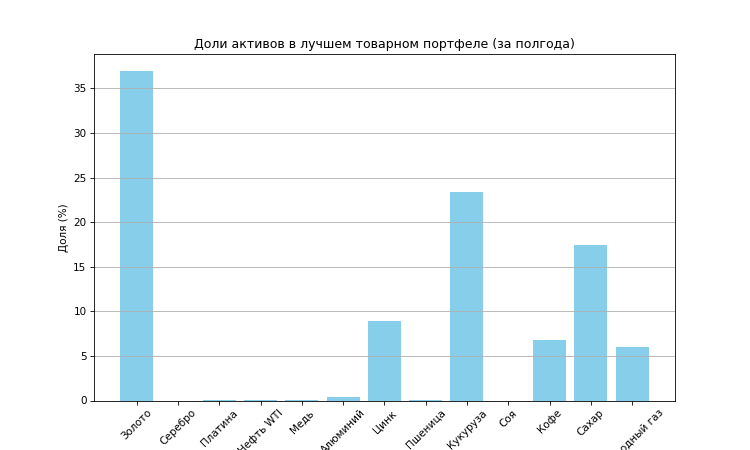 Доли активов в лучшем товарном портфеле (за полгода)
Доля (%)
35
30
25
20
15
10
5
0
Золото
Серебро
Платина
Нефть WTI
Медь
Алюминий
Цинк
Пшеница
Кукуруза
Соя
Кофе
Сахар
газ